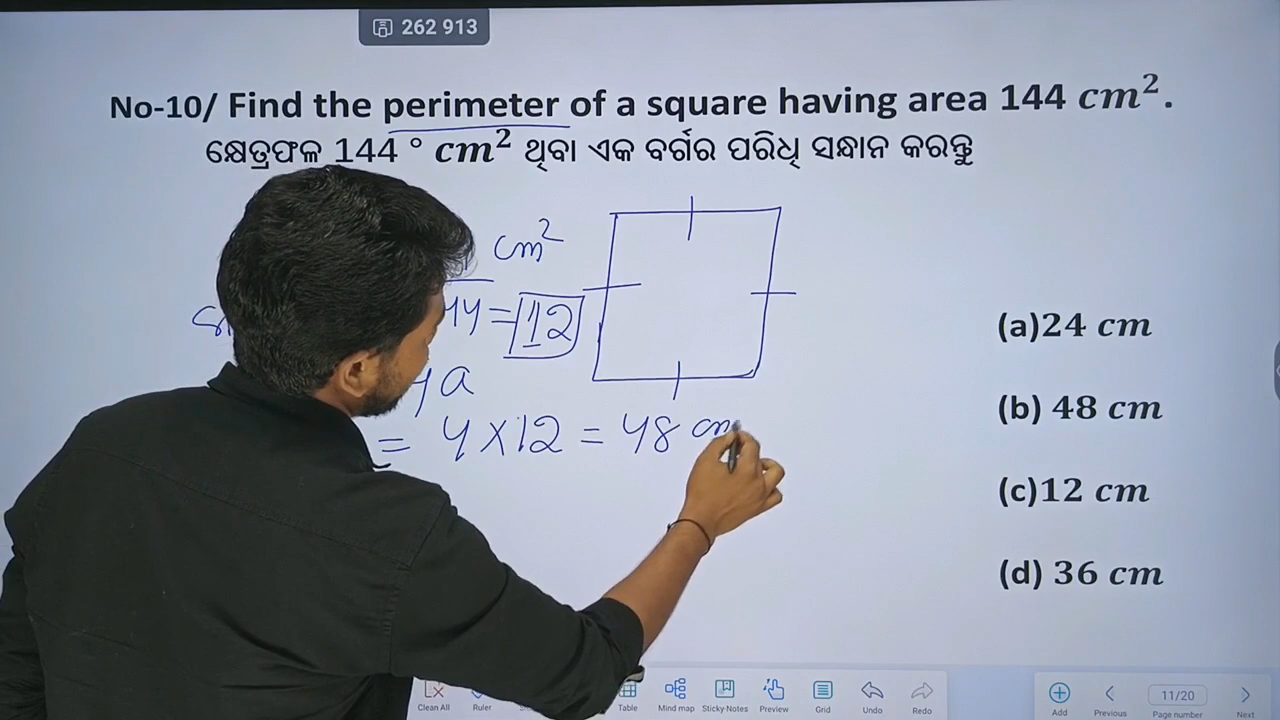 262 913
No-10/ Find the perimeter of a square having area 144 cm².
କ୍ଷେତ୍ରଫଳ 144 ° cm² ଥିବା ଏକ ବର୍ଗର ପରିଧି ସନ୍ଧାନ କରନ୍ତୁ
cm²
= 12
(a)24 cm
a
(b) 48 cm
= 4 × 12 = 48 cm
(c)12 cm
(d) 36 cm
Clean All Ruler Table Mind map Sticky-Notes Preview Grid Undo Redo
Add Previous 11/20 Page number Next